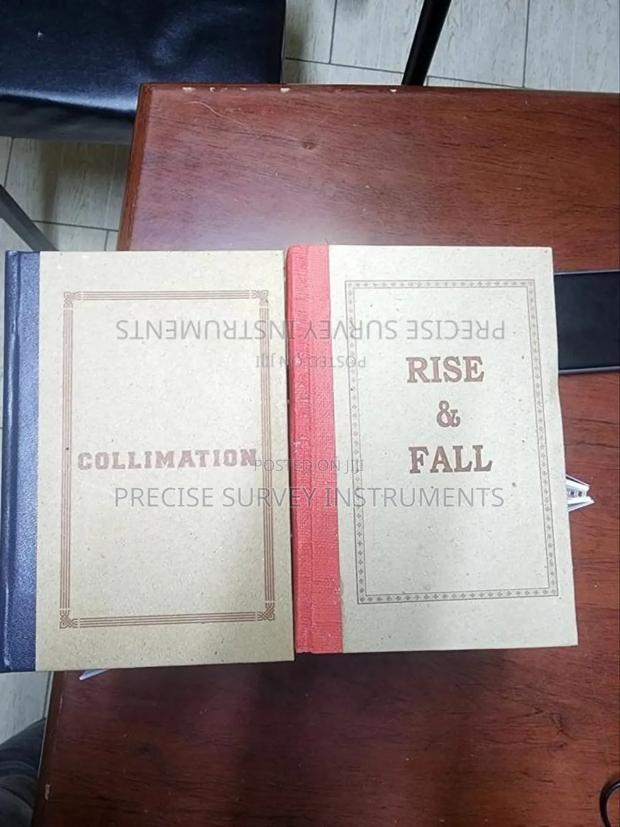 PRECISE SURVEY INSTRUMENTS
POSTED ON JIJI
COLLIMATION
RISE
&
FALL
POSTED ON JIJI
PRECISE SURVEY INSTRUMENTS